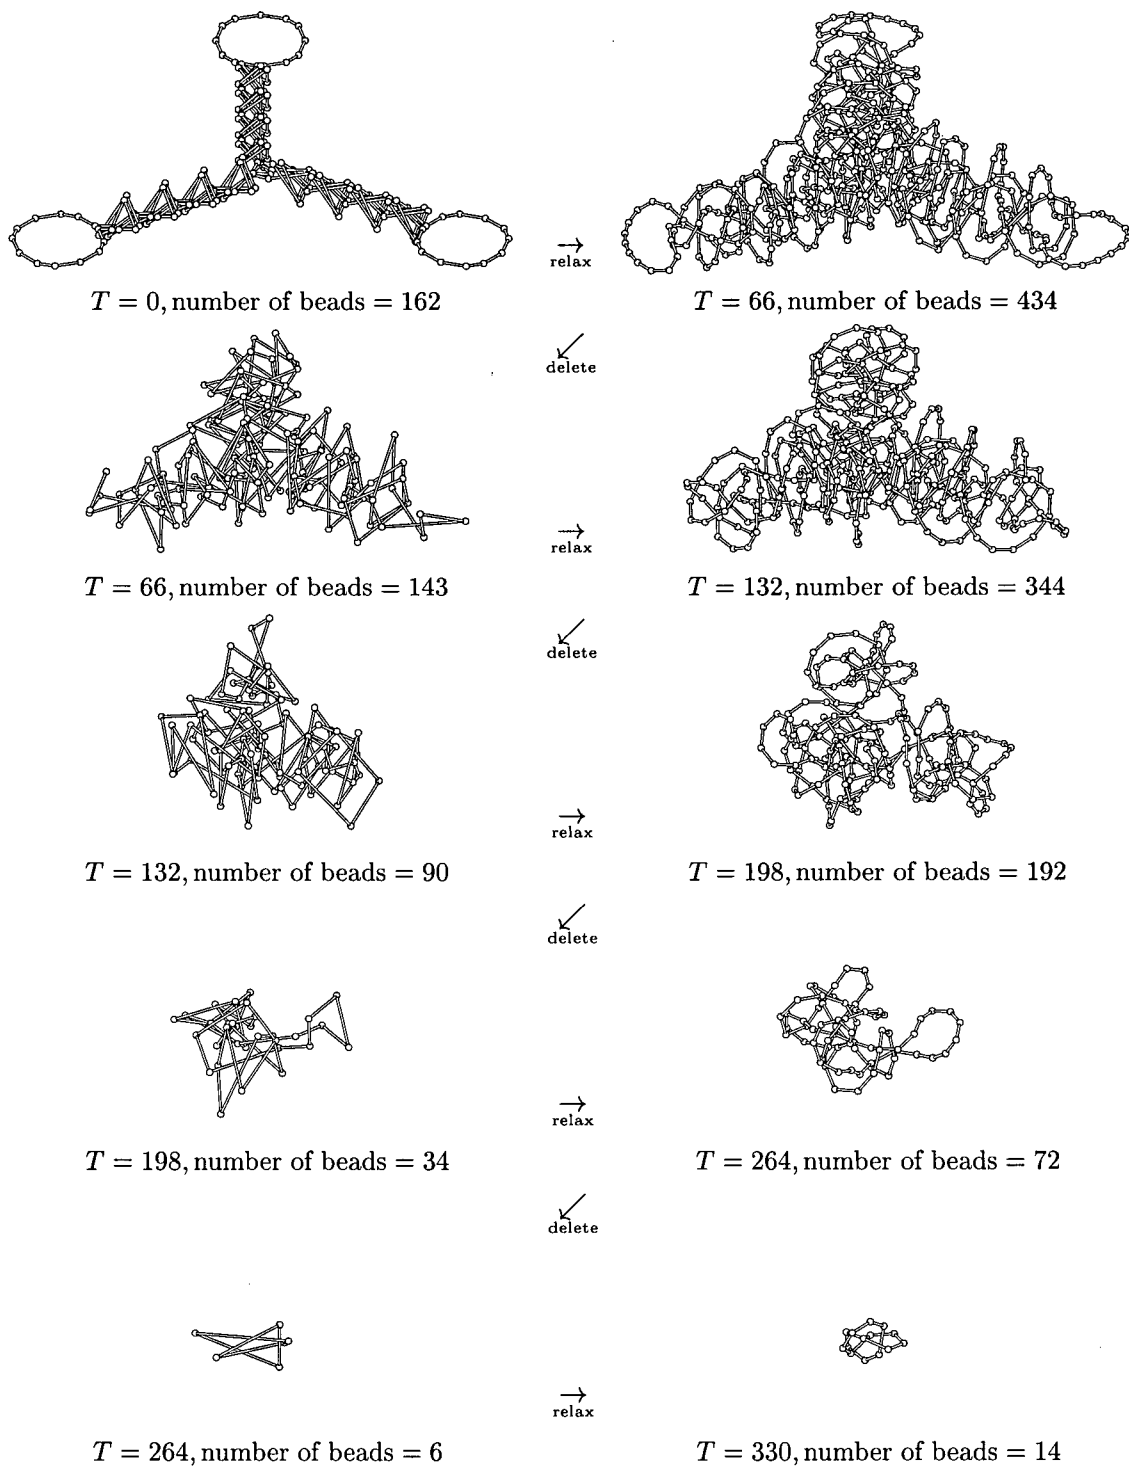 →
relax
T = 0, number of beads = 162
T = 66, number of beads = 434
↙
delete
→
relax
T = 66, number of beads = 143
T = 132, number of beads = 344
↙
delete
→
relax
T = 132, number of beads = 90
T = 198, number of beads = 192
↙
delete
→
relax
T = 198, number of beads = 34
T = 264, number of beads = 72
↙
delete
→
relax
T = 264, number of beads = 6
T = 330, number of beads = 14